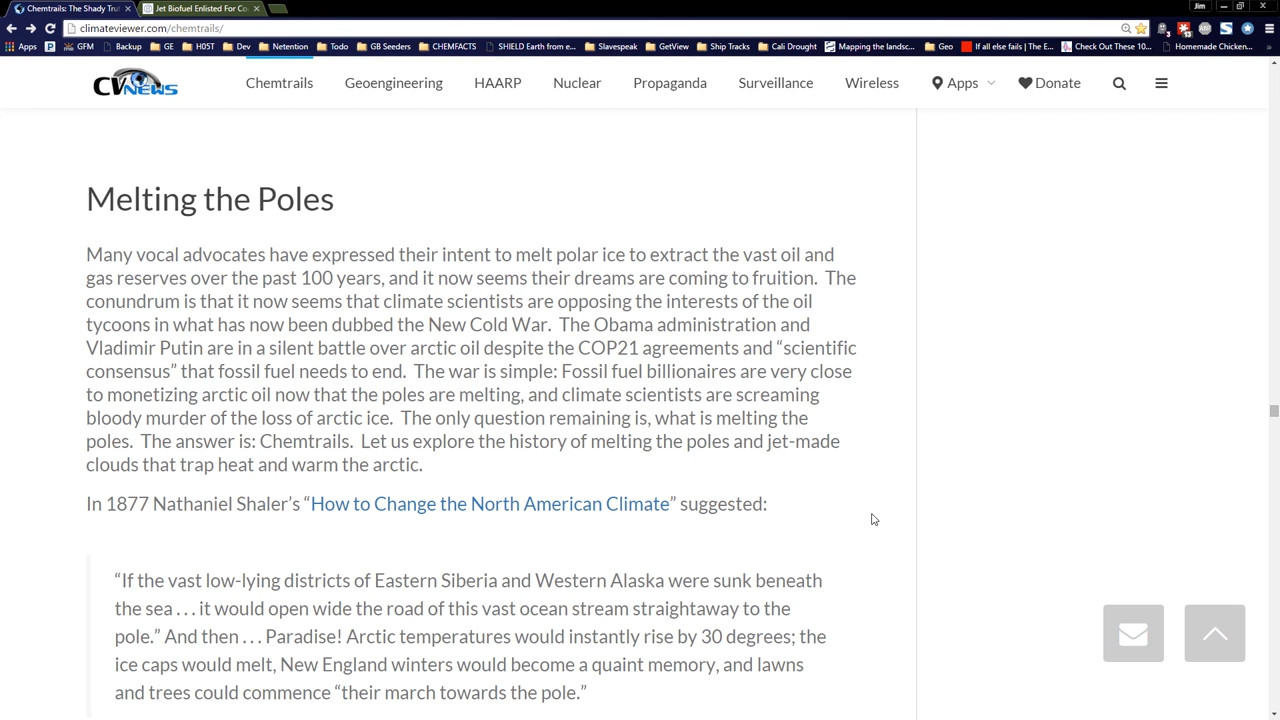 Chemtrails: The Shady Tru
Jet Biofuel Enlisted For Co
Jim
climateviewer.com/chemtrails/
Apps
GFM
Backup
GE
H05T
Dev
Netention
Todo
GB Seeders
CHEMFACTS
SHIELD Earth from e...
Slavespeak
GetView
Ship Tracks
Cali Drought
Mapping the landsc...
Geo
If all else fails | The E...
Check Out These 10...
Homemade Chicken...
CV NEWS
Chemtrails
Geoengineering
HAARP
Nuclear
Propaganda
Surveillance
Wireless
Apps
Donate
Melting the Poles
Many vocal advocates have expressed their intent to melt polar ice to extract the vast oil and
gas reserves over the past 100 years, and it now seems their dreams are coming to fruition. The
conundrum is that it now seems that climate scientists are opposing the interests of the oil
tycoons in what has now been dubbed the New Cold War. The Obama administration and
Vladimir Putin are in a silent battle over arctic oil despite the COP21 agreements and “scientific
consensus” that fossil fuel needs to end. The war is simple: Fossil fuel billionaires are very close
to monetizing arctic oil now that the poles are melting, and climate scientists are screaming
bloody murder of the loss of arctic ice. The only question remaining is, what is melting the
poles. The answer is: Chemtrails. Let us explore the history of melting the poles and jet-made
clouds that trap heat and warm the arctic.
In 1877 Nathaniel Shaler’s “How to Change the North American Climate” suggested:
“If the vast low-lying districts of Eastern Siberia and Western Alaska were sunk beneath
the sea . . . it would open wide the road of this vast ocean stream straightaway to the
pole.” And then . . . Paradise! Arctic temperatures would instantly rise by 30 degrees; the
ice caps would melt, New England winters would become a quaint memory, and lawns
and trees could commence “their march towards the pole.”